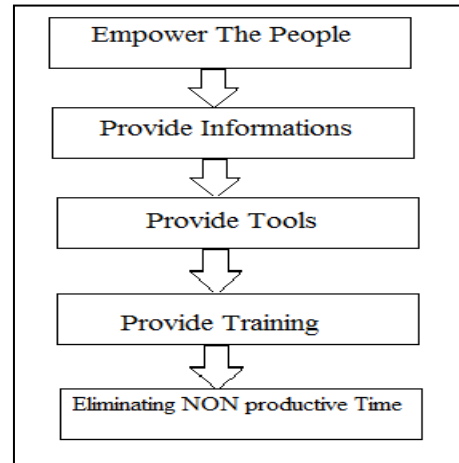 Empower The People
Provide Informations
Provide Tools
Provide Training
Eliminating NON productive Time